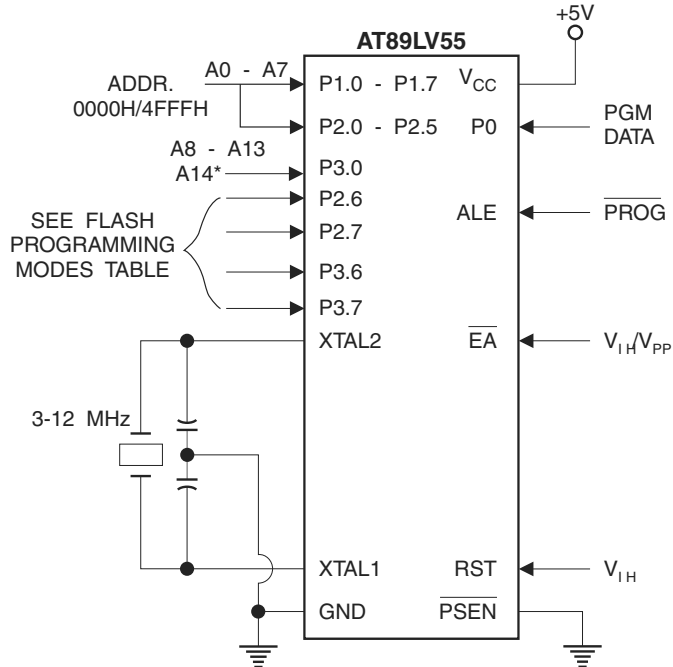 +5V
AT89LV55
A0 - A7
ADDR.
0000H/4FFFH
P1.0 - P1.7
VCC
P2.0 - P2.5
P0
PGM
DATA
A8 - A13
A14*
P3.0
P2.6
SEE FLASH
PROGRAMMING
MODES TABLE
ALE
PROG
P2.7
P3.6
P3.7
XTAL2
EA
VIH/VPP
3-12 MHz
XTAL1
RST
VIH
GND
PSEN